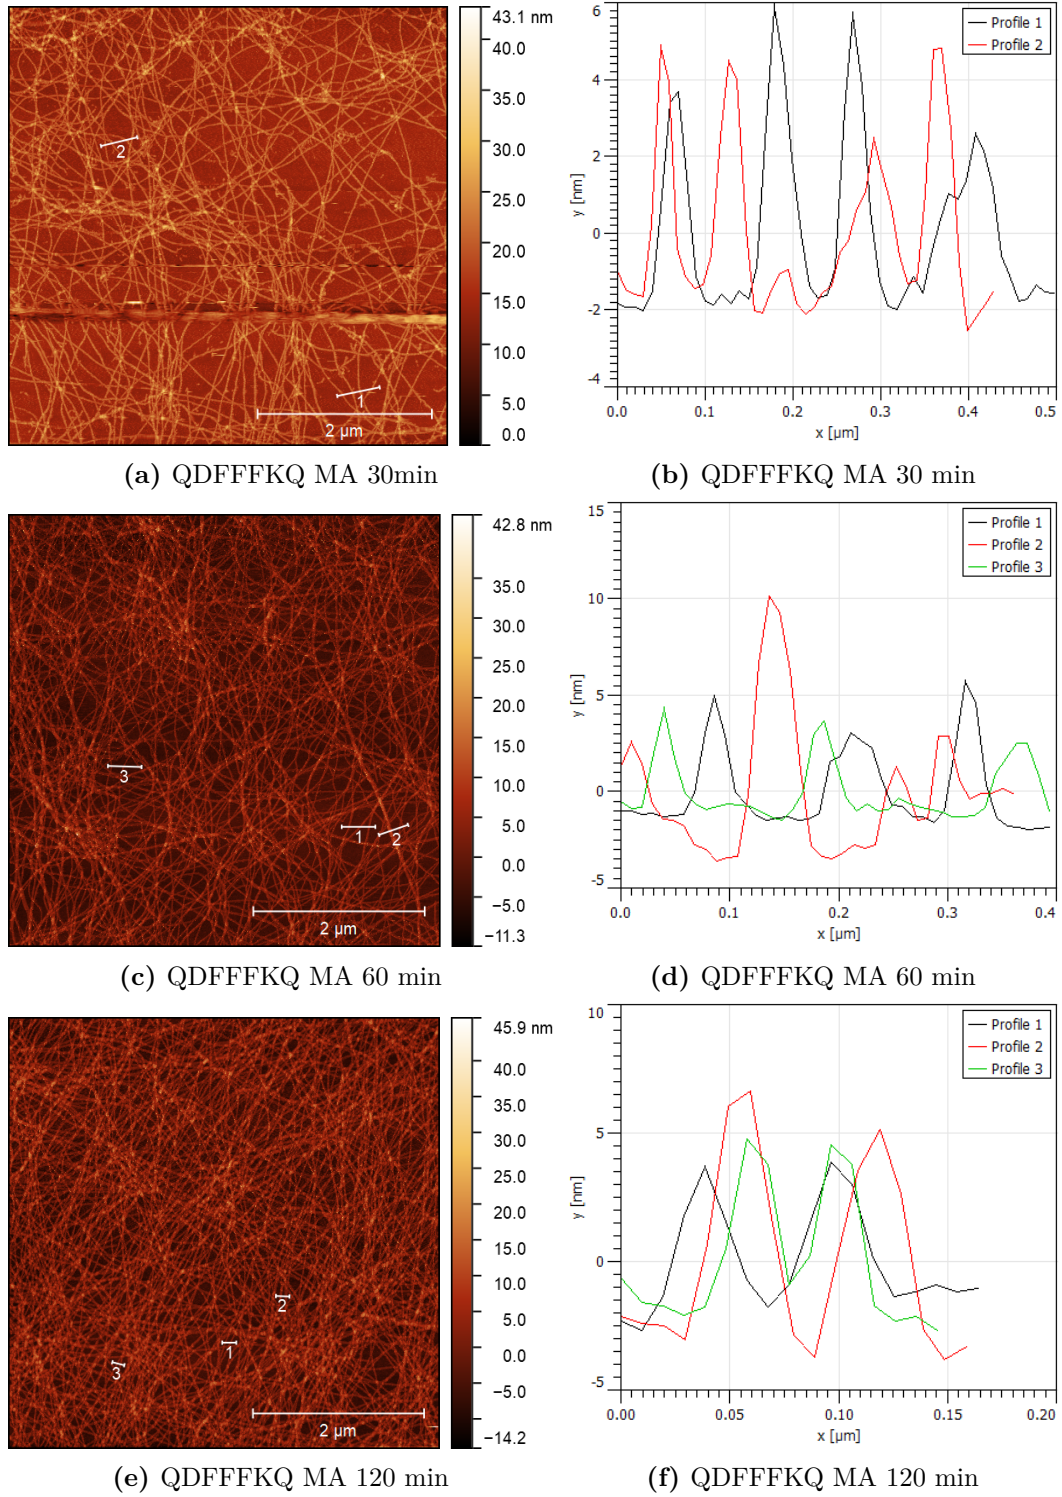 43.1 nm
40.0
35.0
30.0
25.0
20.0
15.0
10.0
5.0
0.0
2
1
2 µm
6
4
2
0
-2
-4
y [nm]
Profile 1
Profile 2
0.0 0.1 0.2 0.3 0.4 0.5
x [µm]
(a) QDFFFKQ MA 30min
(b) QDFFFKQ MA 30 min
42.8 nm
35.0
30.0
25.0
20.0
15.0
10.0
5.0
0.0
−5.0
−11.3
3
1
2
2 µm
15
10
5
0
-5
y [nm]
Profile 1
Profile 2
Profile 3
0.0 0.1 0.2 0.3 0.4
x [µm]
(c) QDFFFKQ MA 60 min
(d) QDFFFKQ MA 60 min
45.9 nm
40.0
35.0
30.0
25.0
20.0
15.0
10.0
5.0
0.0
−5.0
−14.2
2
1
3
2 µm
10
5
0
-5
y [nm]
Profile 1
Profile 2
Profile 3
0.00 0.05 0.10 0.15 0.20
x [µm]
(e) QDFFFKQ MA 120 min
(f) QDFFFKQ MA 120 min